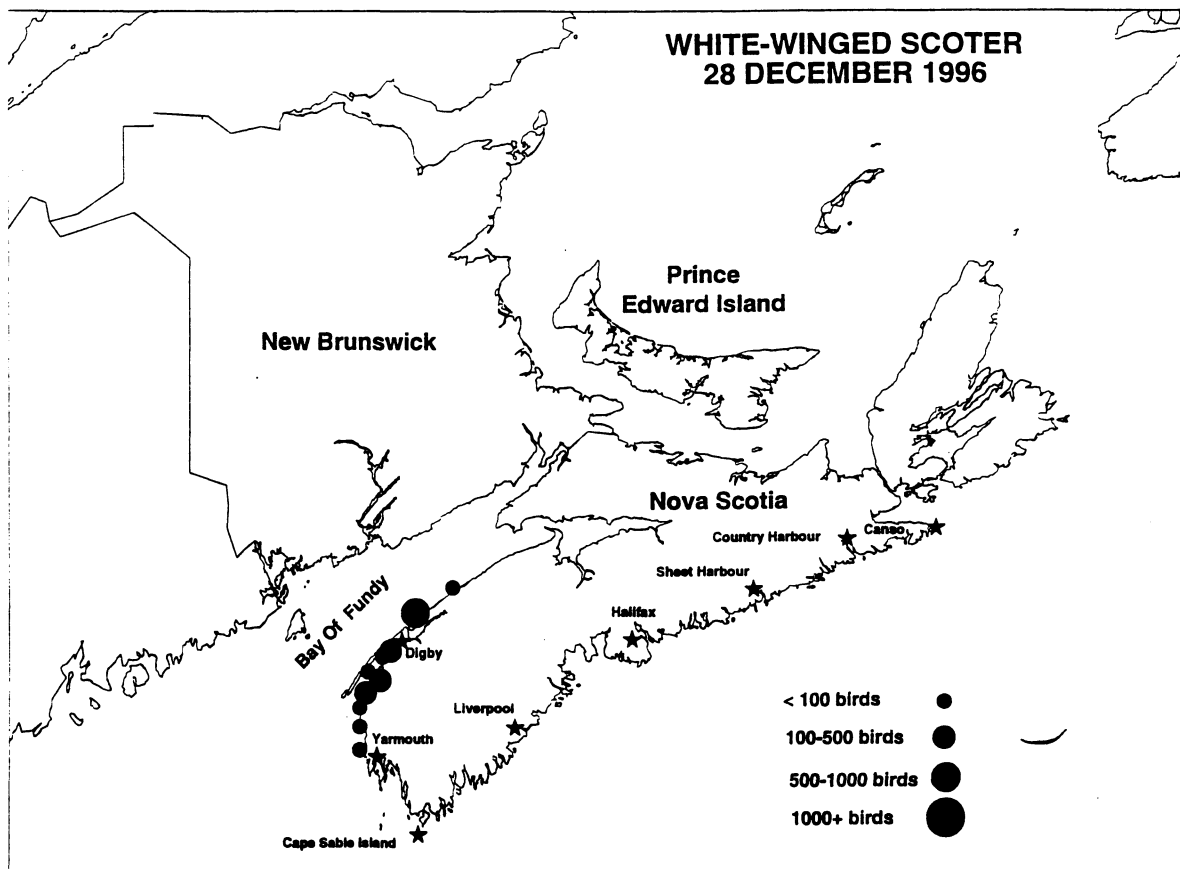 WHITE-WINGED SCOTER
28 DECEMBER 1996
Prince
Edward Island
New Brunswick
Nova Scotia
Country Harbour
Canso
Sheet Harbour
Halifax
Bay Of Fundy
Digby
Liverpool
Yarmouth
Cape Sable Island
< 100 birds
100-500 birds
500-1000 birds
1000+ birds